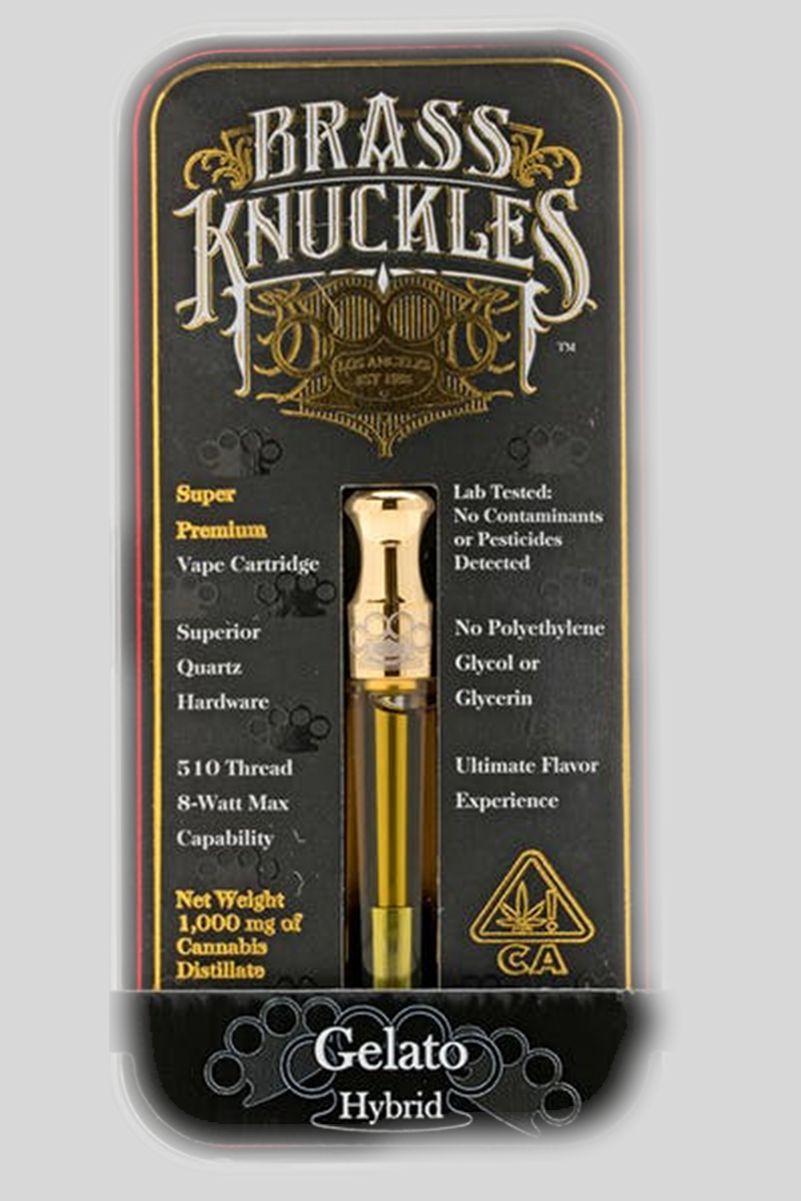 BRASS
KNUCKLES
TM
LOS ANGELES
Super
Premium
Vape Cartridge
Superior
Quartz
Hardware
510 Thread
8-Watt Max
Capability
Net Weight
1,000 mg of
Cannabis
Distillate
Lab Tested:
No Contaminants
or Pesticides
Detected
No Polyethylene
Glycol or
Glycerin
Ultimate Flavor
Experience
CA
Gelato
Hybrid